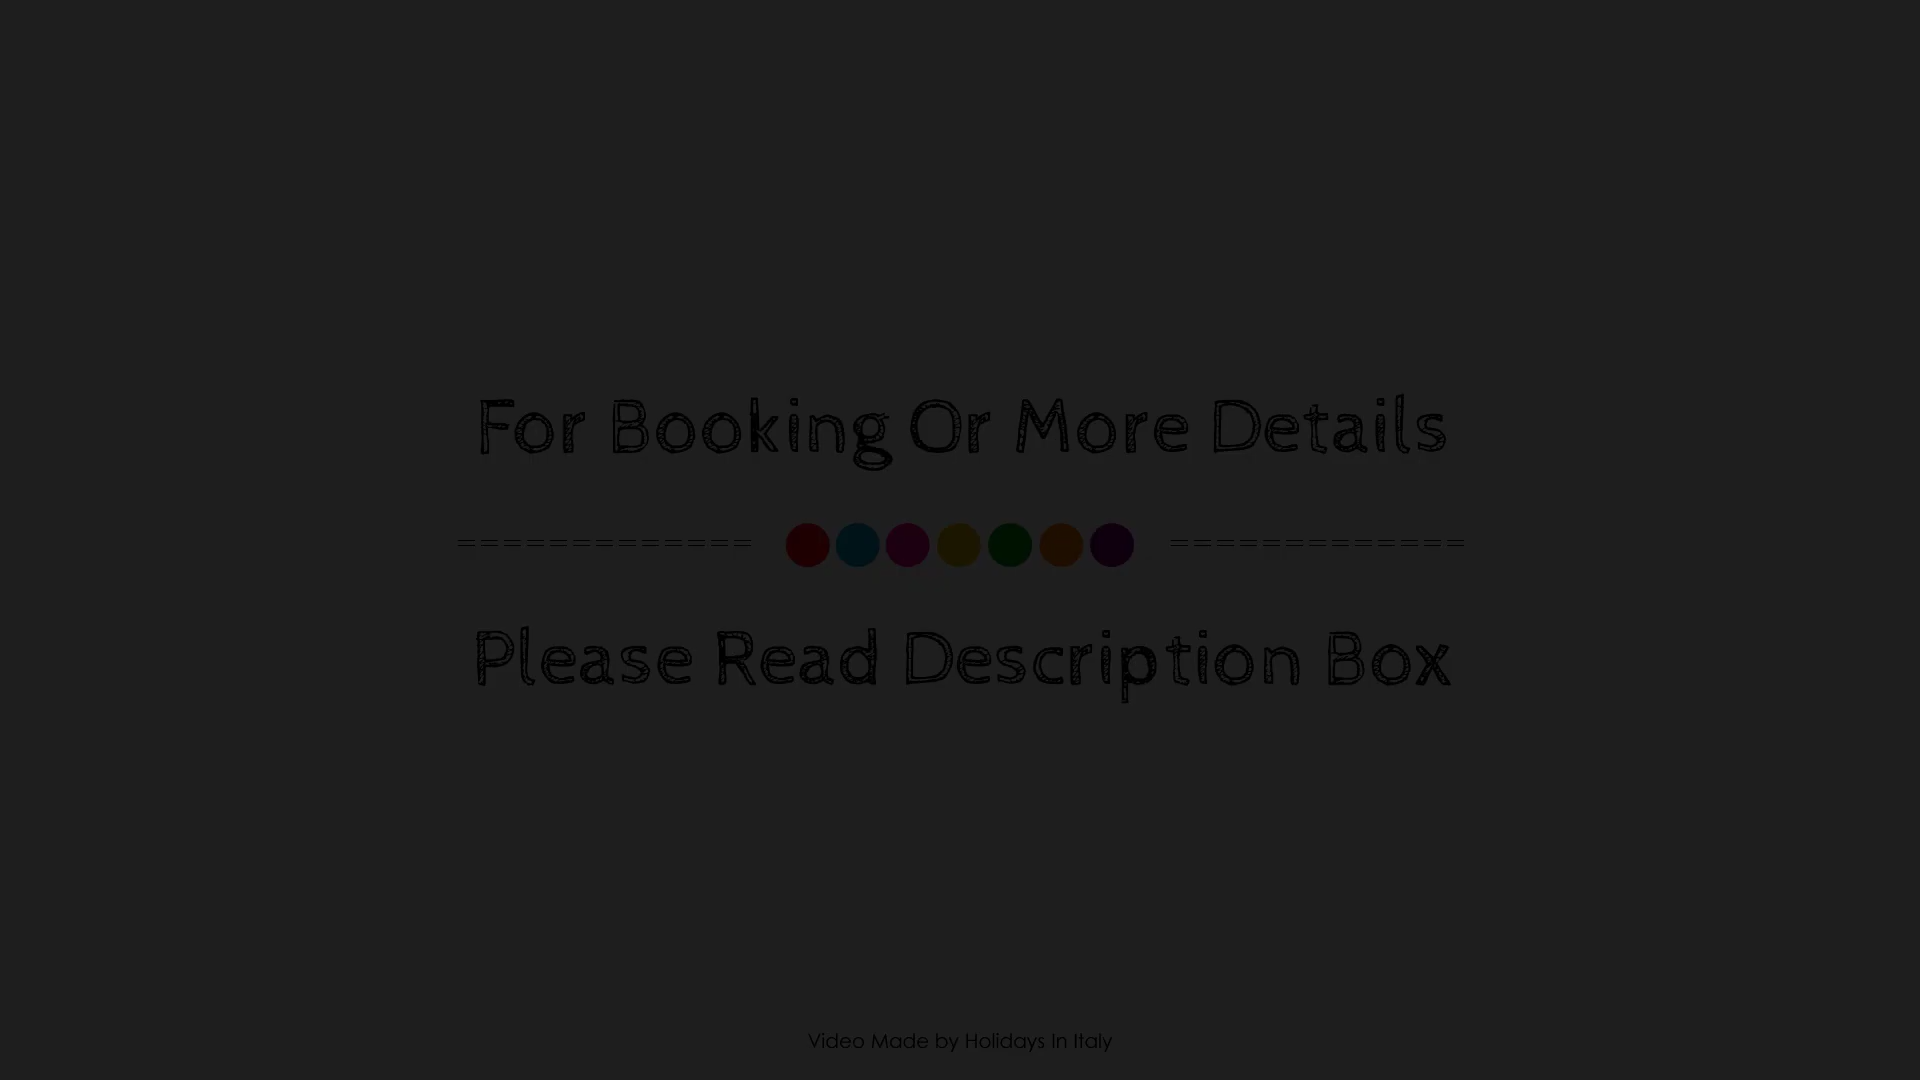 For Booking Or More Details
============= =============
Please Read Description Box
Video Made by Holidays In Italy